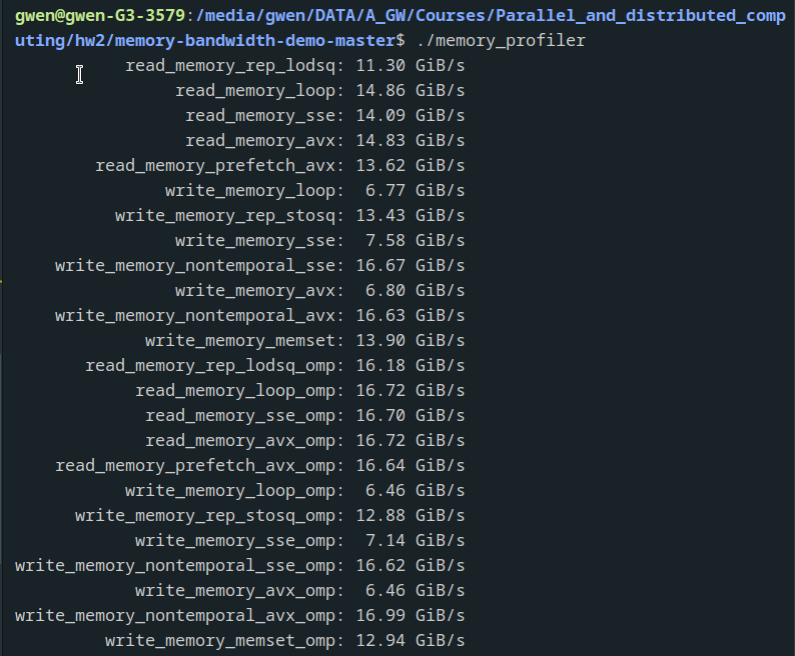 gwen@gwen-G3-3579:/media/gwen/DATA/A_GW/Courses/Parallel_and_distributed_comp
uting/hw2/memory-bandwidth-demo-master$ ./memory_profiler
read_memory_rep_lodsq: 11.30 GiB/s
read_memory_loop: 14.86 GiB/s
read_memory_sse: 14.09 GiB/s
read_memory_avx: 14.83 GiB/s
read_memory_prefetch_avx: 13.62 GiB/s
write_memory_loop:  6.77 GiB/s
write_memory_rep_stosq: 13.43 GiB/s
write_memory_sse:  7.58 GiB/s
write_memory_nontemporal_sse: 16.67 GiB/s
write_memory_avx:  6.80 GiB/s
write_memory_nontemporal_avx: 16.63 GiB/s
write_memory_memset: 13.90 GiB/s
read_memory_rep_lodsq_omp: 16.18 GiB/s
read_memory_loop_omp: 16.72 GiB/s
read_memory_sse_omp: 16.70 GiB/s
read_memory_avx_omp: 16.72 GiB/s
read_memory_prefetch_avx_omp: 16.64 GiB/s
write_memory_loop_omp:  6.46 GiB/s
write_memory_rep_stosq_omp: 12.88 GiB/s
write_memory_sse_omp:  7.14 GiB/s
write_memory_nontemporal_sse_omp: 16.62 GiB/s
write_memory_avx_omp:  6.46 GiB/s
write_memory_nontemporal_avx_omp: 16.99 GiB/s
write_memory_memset_omp: 12.94 GiB/s